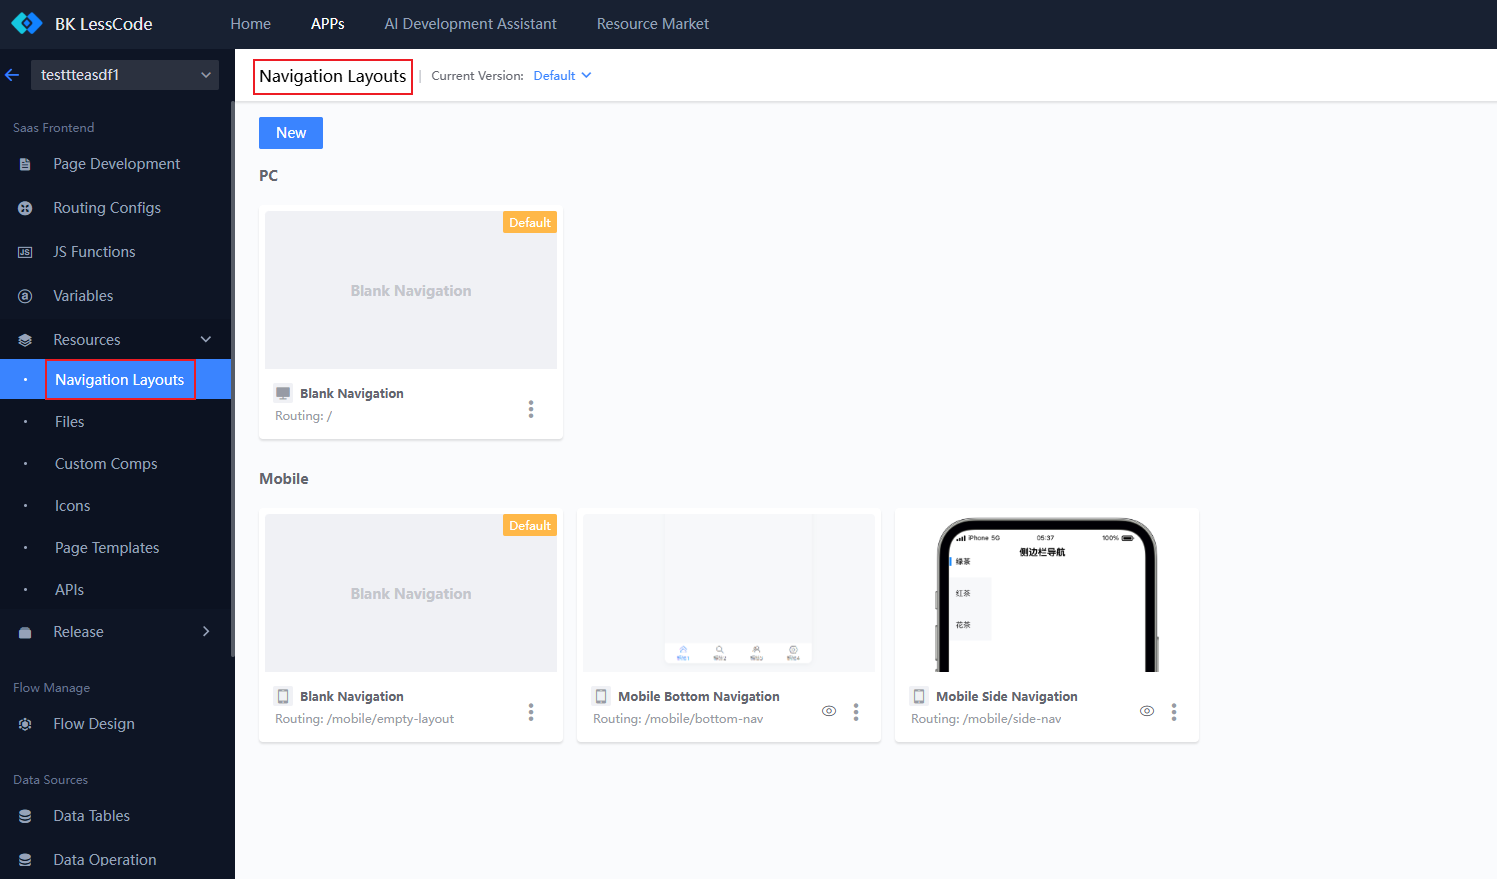 BK LessCode
Home
APPs
AI Development Assistant
Resource Market
testtteasdf1
Navigation Layouts
Current Version:
Default
Saas Frontend
Page Development
Routing Configs
JS Functions
Variables
Resources
Navigation Layouts
Files
Custom Comps
Icons
Page Templates
APIs
Release
Flow Manage
Flow Design
Data Sources
Data Tables
Data Operation
New
PC
Default
Blank Navigation
Blank Navigation
Routing: /
Mobile
Default
Blank Navigation
Blank Navigation
Routing: /mobile/empty-layout
Mobile Bottom Navigation
Routing: /mobile/bottom-nav
iPhone 5G
05:37
100%
侧边栏导航
绿茶
红茶
花茶
Mobile Side Navigation
Routing: /mobile/side-nav